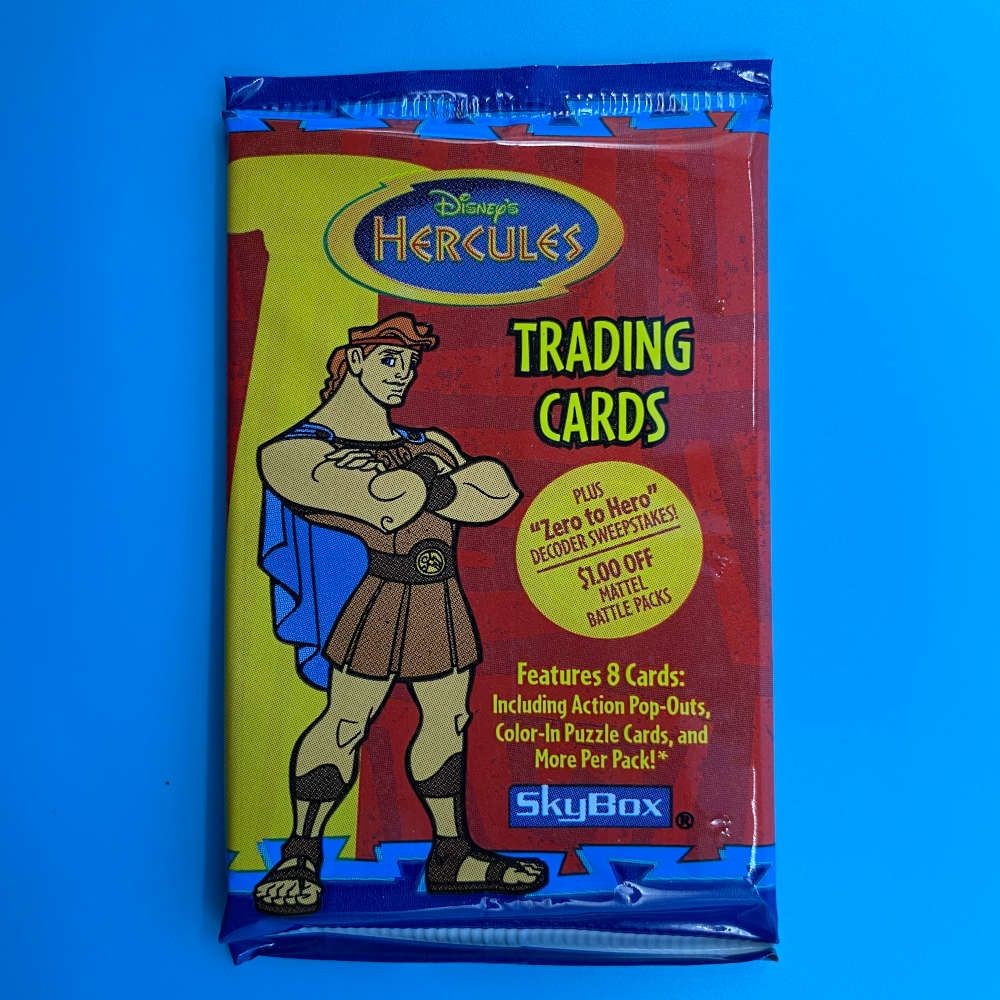 DISNEY'S
HERCULES
TRADING
CARDS
PLUS
"Zero to Hero"
DECODER SWEEPSTAKES!
$1.00 OFF
MATTEL
BATTLE PACKS
Features 8 Cards:
Including Action Pop-Outs,
Color-In Puzzle Cards, and
More Per Pack!*
SkyBox ®